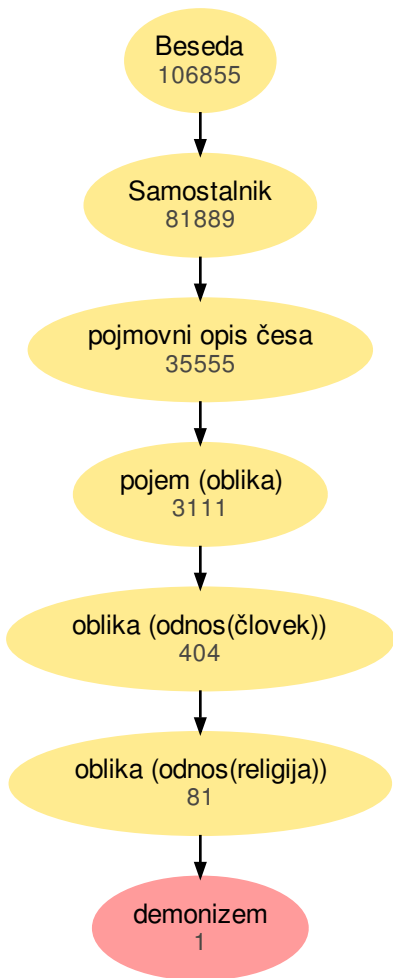 Beseda
106855
Samostalnik
81889
pojmovni opis česa
35555
pojem (oblika)
3111
oblika (odnos(človek))
404
oblika (odnos(religija))
81
demonizem
1